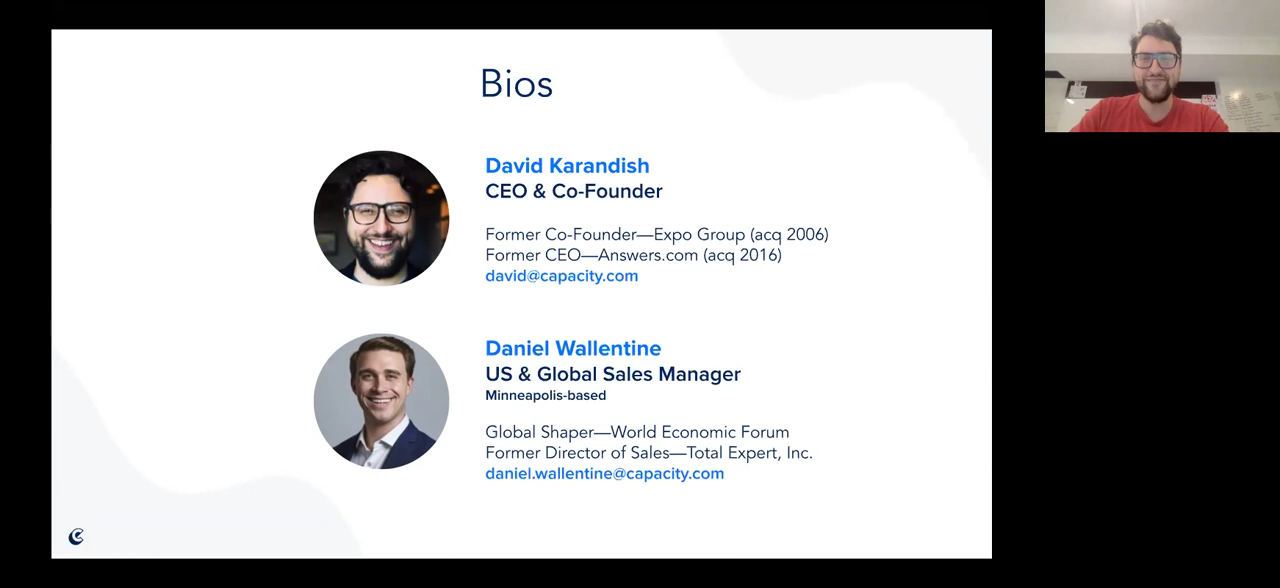 Bios
David Karandish
CEO & Co-Founder
Former Co-Founder—Expo Group (acq 2006)
Former CEO—Answers.com (acq 2016)
david@capacity.com
Daniel Wallentine
US & Global Sales Manager
Minneapolis-based
Global Shaper—World Economic Forum
Former Director of Sales—Total Expert, Inc.
daniel.wallentine@capacity.com